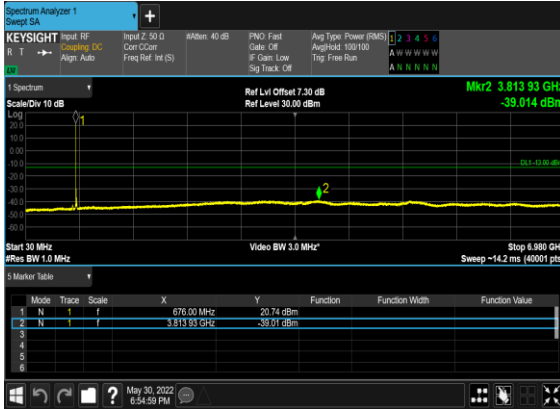 Spectrum Analyzer 1
Swept SA
+
KEYSIGHT Input: RF Input Z: 50 Ω #Atten: 40 dB PNO: Fast Avg Type: Power (RMS) 1 2 3 4 5 6
R T Coupling: DC Corr CCorr Gate: Off Avg|Hold: 100/100 A W W W W W
Align: Auto Freq Ref: Int (S) IF Gain: Low Trig: Free Run
LXI Sig Track: Off A N N N N N
1 Spectrum Ref Lvl Offset 7.30 dB Mkr2 3.813 93 GHz
Scale/Div 10 dB Ref Level 30.00 dBm -39.014 dBm
Log
20.0
10.0
0.00
-10.0
DL1 -13.00 dBm
-20.0
-30.0
-40.0
-50.0
-60.0
1
2
Start 30 MHz Video BW 3.0 MHz* Stop 6.980 GH
#Res BW 1.0 MHz Sweep ~14.2 ms (40001 pts
5 Marker Table
Mode Trace Scale X Y Function Function Width Function Value
1 N 1 f 676.00 MHz 20.74 dBm
2 N 1 f 3.813 93 GHz -39.01 dBm
3
4
5
6
? May 30, 2022
6:54:59 PM